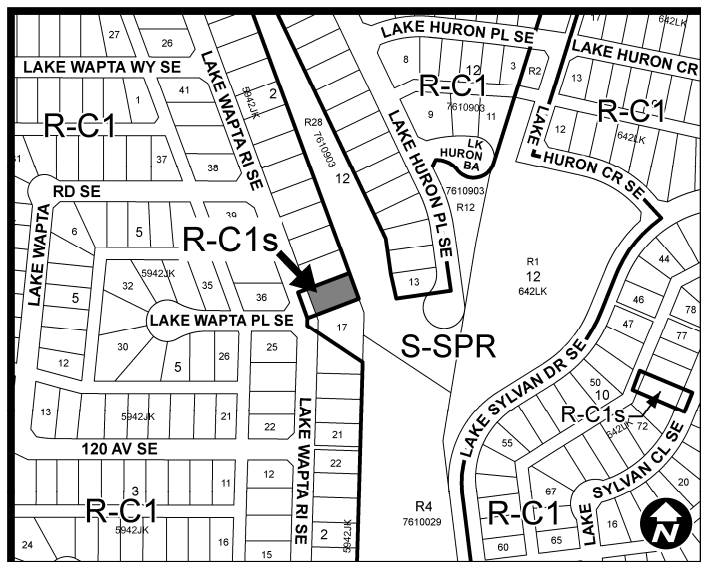 27
26
LAKE WAPTA WY SE
1
41
R-C1
37
38
LAKE WAPTA RI SE
5942JK
2
R28
7610903
12
LAKE HURON PL SE
8
12
3
R2
R-C1
7610903
9
11
LK
HURON
BA
7610903
R12
LAKE HURON PL SE
13
17
642LK
LAKE HURON CR
13
R-C1
642LK
12
LAKE
HURON CR SE
RD SE
LAKE WAPTA
6
5
39
R-C1s
5942JK
32
35
36
5
LAKE WAPTA PL SE
17
30
5
26
25
12
13
5942JK
21
22
21
120 AV SE
22
LAKE WAPTA RI SE
11
12
3
R-C1
5942JK
24
16
15
2
5942JK
S-SPR
R1
12
642LK
R4
7610029
44
46
78
47
77
LAKE SYLVAN DR SE
50
10
R-C1s
642LK
72
55
67
R-C1
LAKE
SYLVAN CL SE
20
16
60
65
N